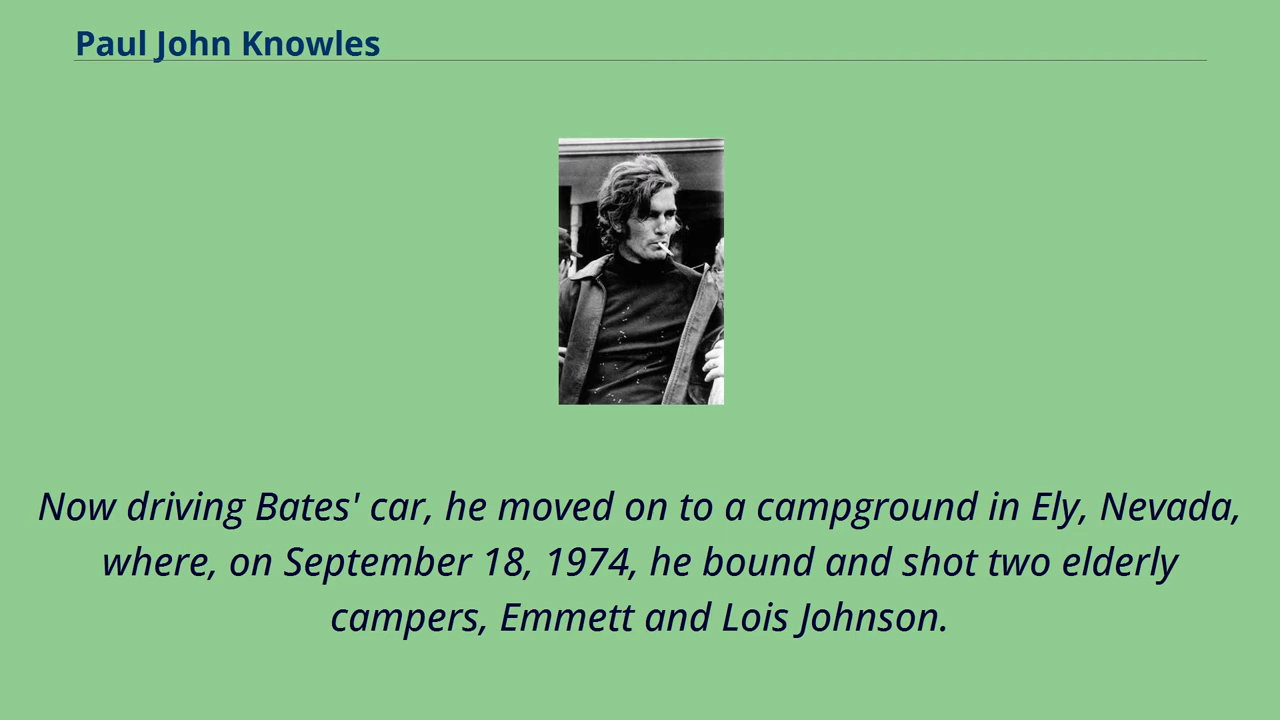 Paul John Knowles
Now driving Bates' car, he moved on to a campground in Ely, Nevada,
where, on September 18, 1974, he bound and shot two elderly
campers, Emmett and Lois Johnson.